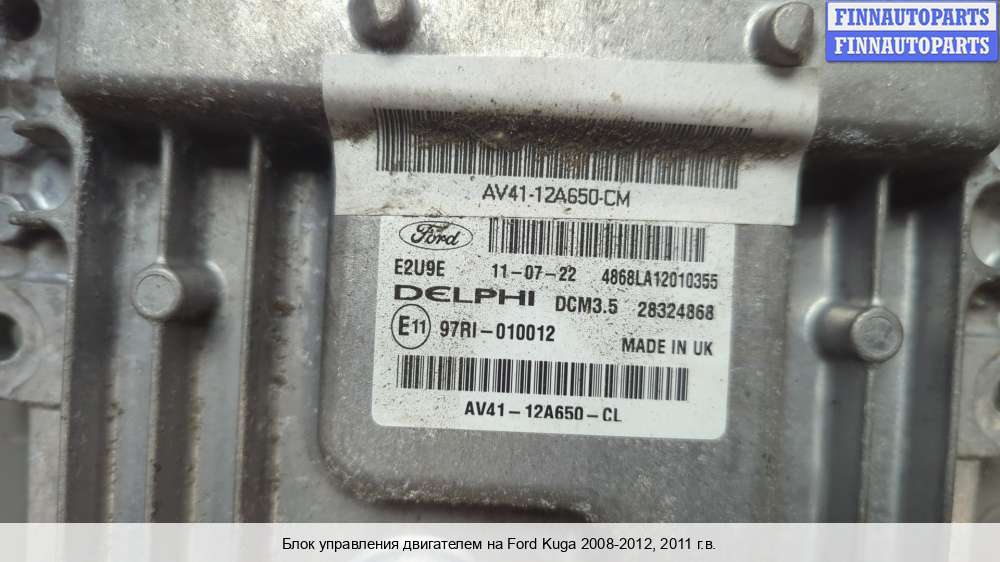 FINNAUTOPARTS
FINNAUTOPARTS
AV41-12A650-CM
Ford
E2U9E 11-07-22 4868LA12010355
DELPHI DCM3.5 28324868
E11 97RI-010012 MADE IN UK
AV41-12A650-CL
Блок управления двигателем на Ford Kuga 2008-2012, 2011 г.в.